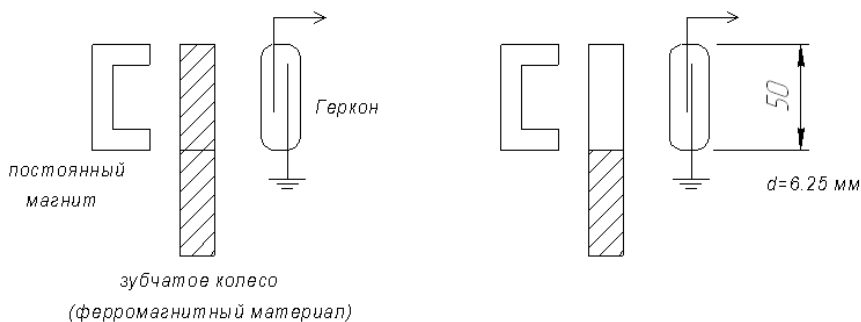 Геркон
50
постоянный
магнит
d=6.25 мм
зубчатое колесо
(ферромагнитный материал)